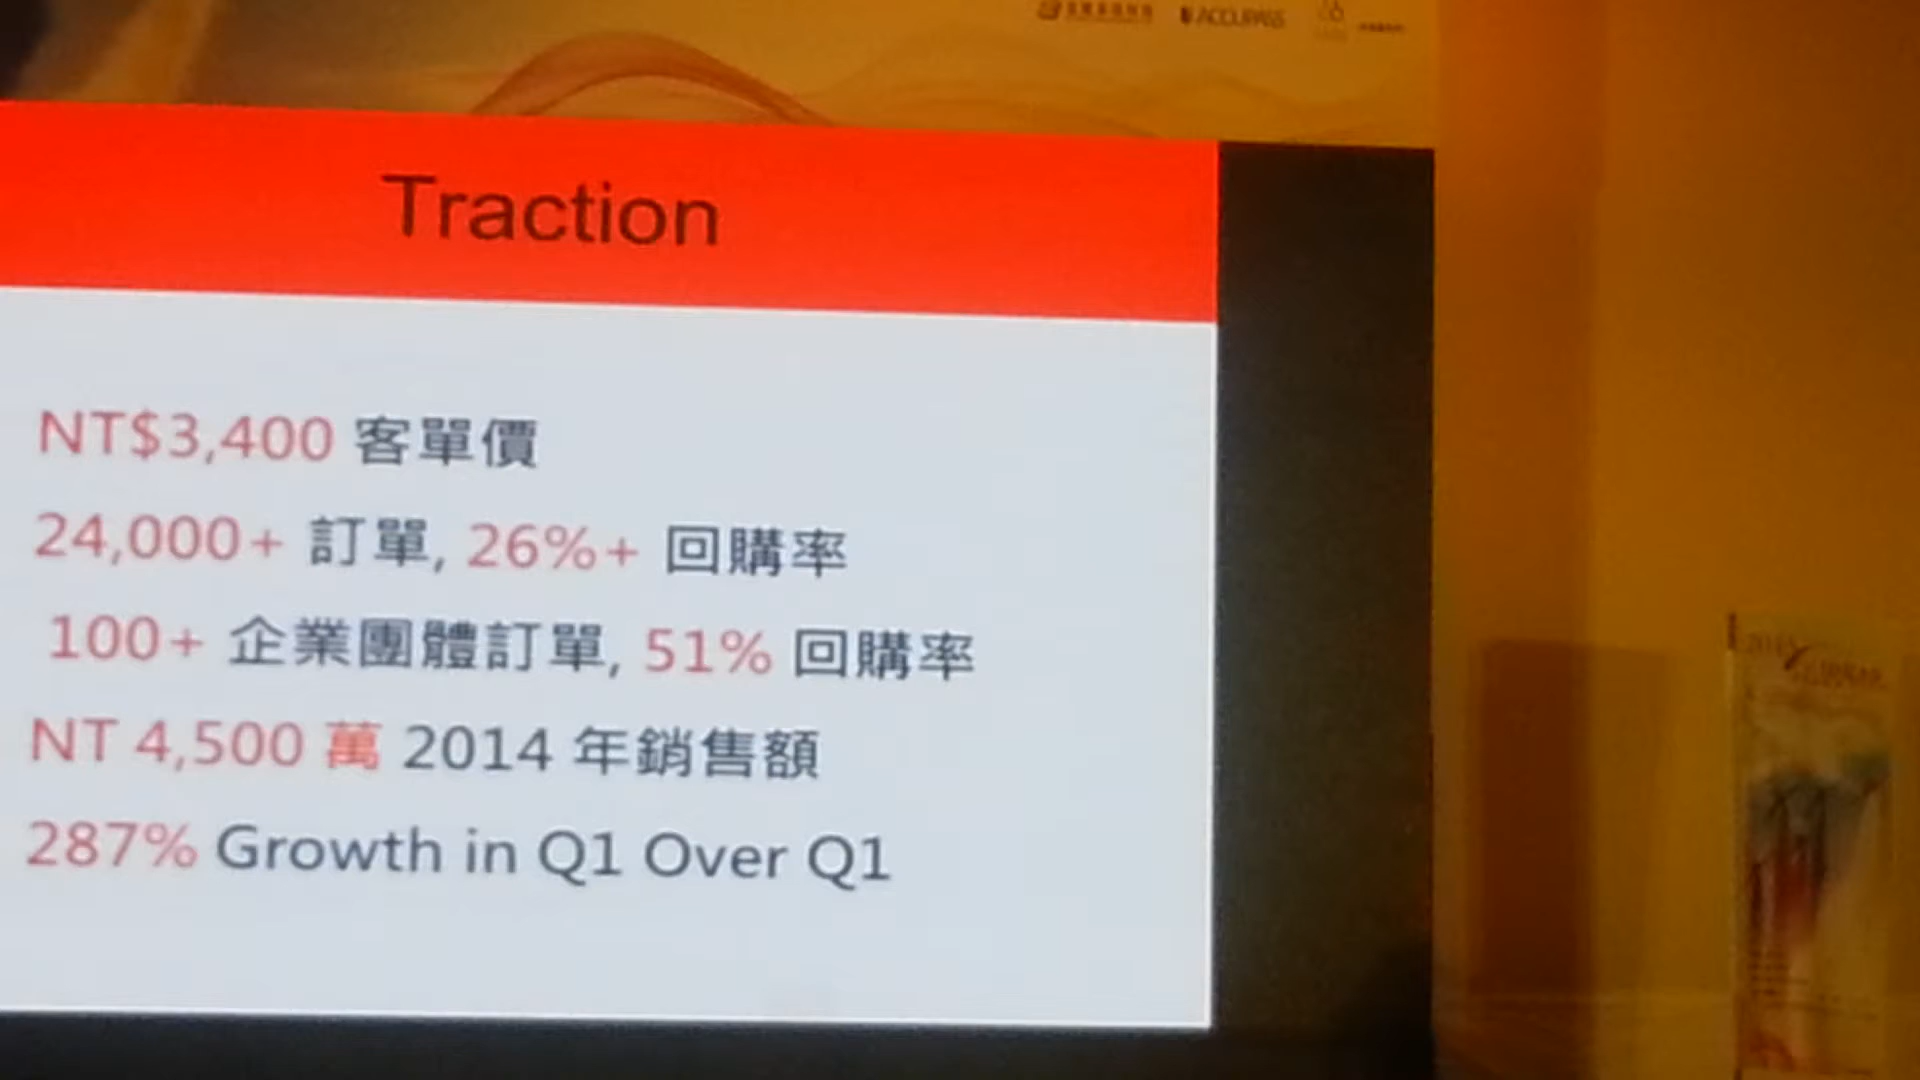 ACCUPASS
Traction
NT$3,400 客單價
24,000+ 訂單, 26%+ 回購率
100+ 企業團體訂單, 51% 回購率
NT 4,500 萬 2014 年銷售額
287% Growth in Q1 Over Q1